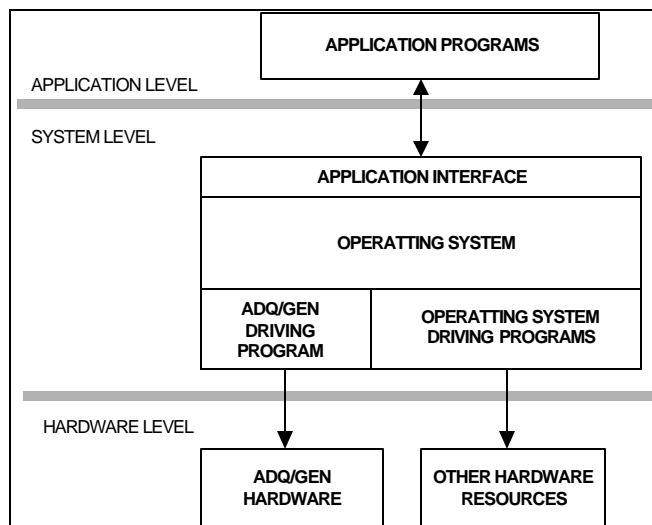 APPLICATION PROGRAMS
APPLICATION LEVEL
SYSTEM LEVEL
APPLICATION INTERFACE
OPERATTING SYSTEM
ADQ/GEN
DRIVING
PROGRAM
OPERATTING SYSTEM
DRIVING PROGRAMS
HARDWARE LEVEL
ADQ/GEN
HARDWARE
OTHER HARDWARE
RESOURCES